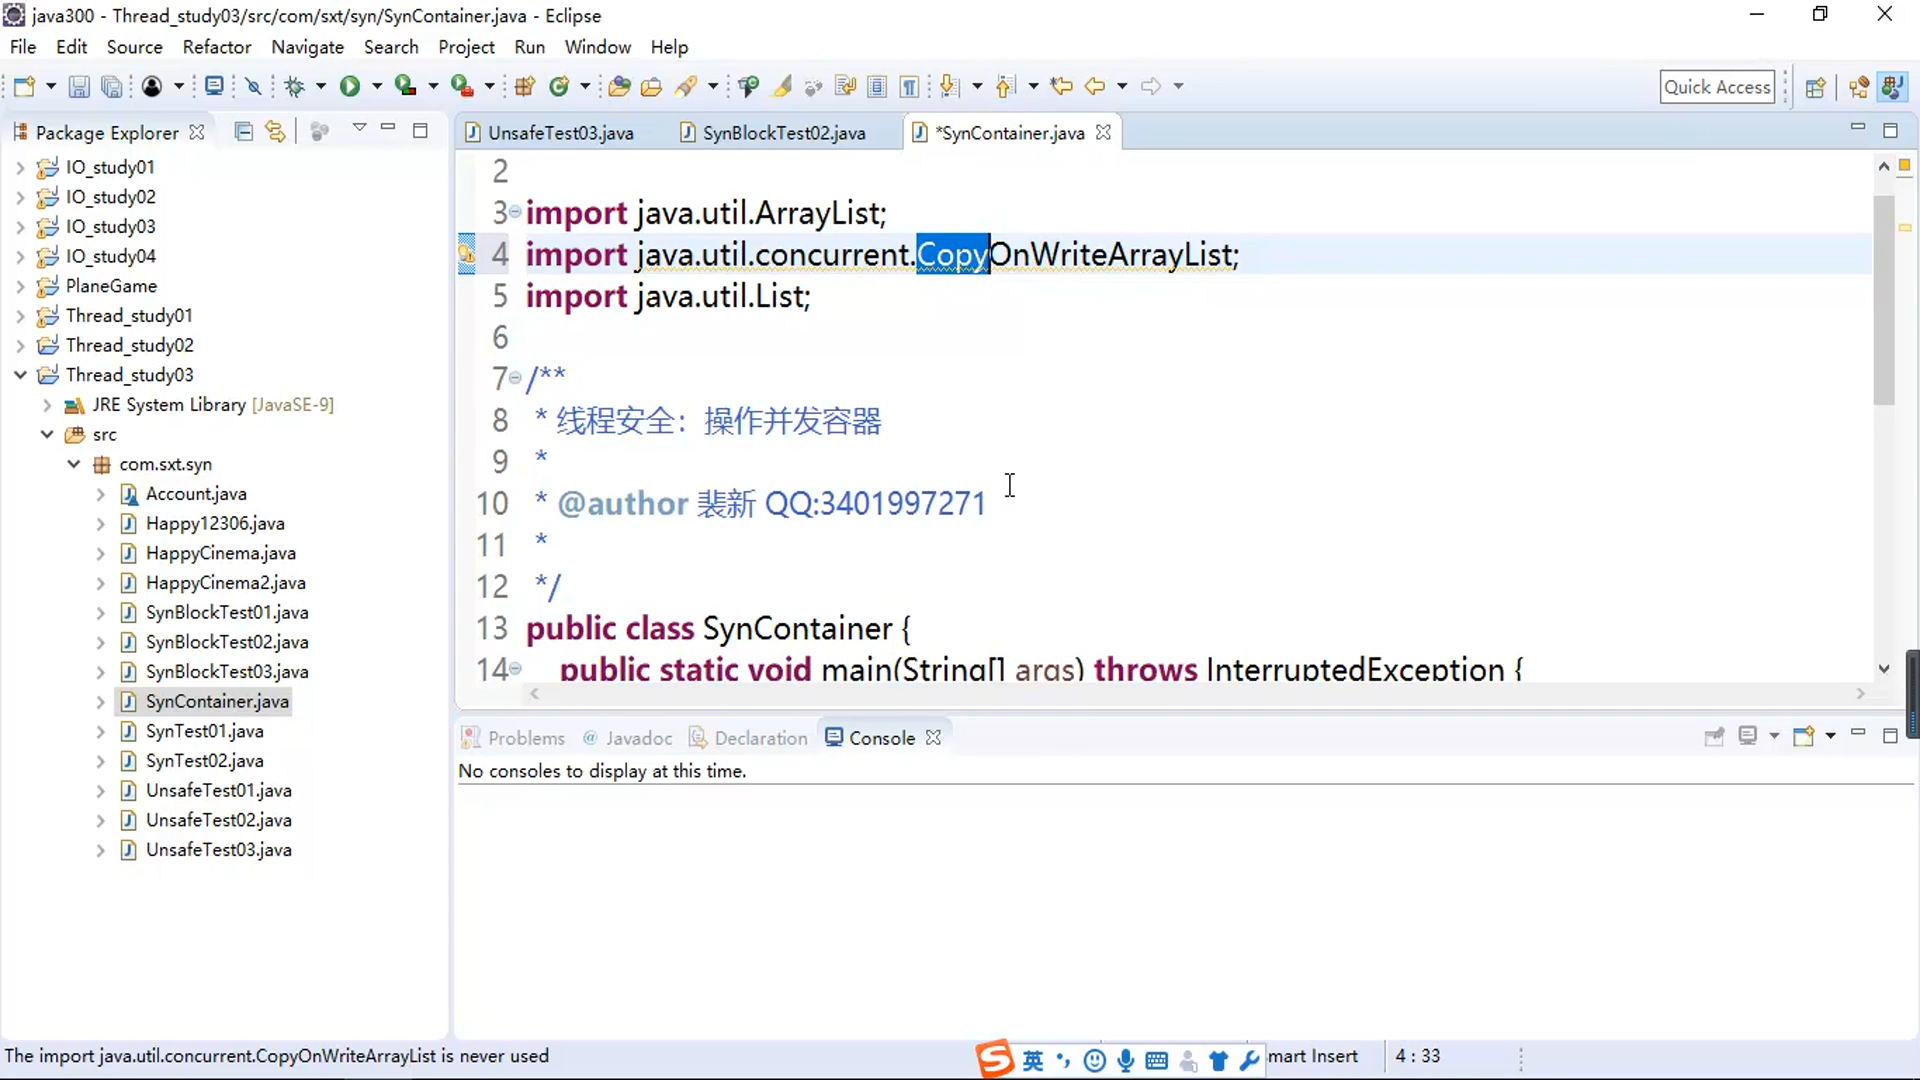 java300 - Thread_study03/src/com/sxt/syn/SynContainer.java - Eclipse
File Edit Source Refactor Navigate Search Project Run Window Help
Quick Access
Package Explorer
UnsafeTest03.java SynBlockTest02.java *SynContainer.java
IO_study01
IO_study02
IO_study03
IO_study04
PlaneGame
Thread_study01
Thread_study02
Thread_study03
JRE System Library [JavaSE-9]
src
com.sxt.syn
Account.java
Happy12306.java
HappyCinema.java
HappyCinema2.java
SynBlockTest01.java
SynBlockTest02.java
SynBlockTest03.java
SynContainer.java
SynTest01.java
SynTest02.java
UnsafeTest01.java
UnsafeTest02.java
UnsafeTest03.java
2
3 import java.util.ArrayList;
4 import java.util.concurrent.CopyOnWriteArrayList;
5 import java.util.List;
6
7 /**
8 * 线程安全：操作并发容器
9 *
10 * @author 裴新 QQ:3401997271
11 *
12 */
13 public class SynContainer {
14 public static void main(String[] args) throws InterruptedException {
Problems @ Javadoc Declaration Console
No consoles to display at this time.
The import java.util.concurrent.CopyOnWriteArrayList is never used
英
mart Insert
4 : 33